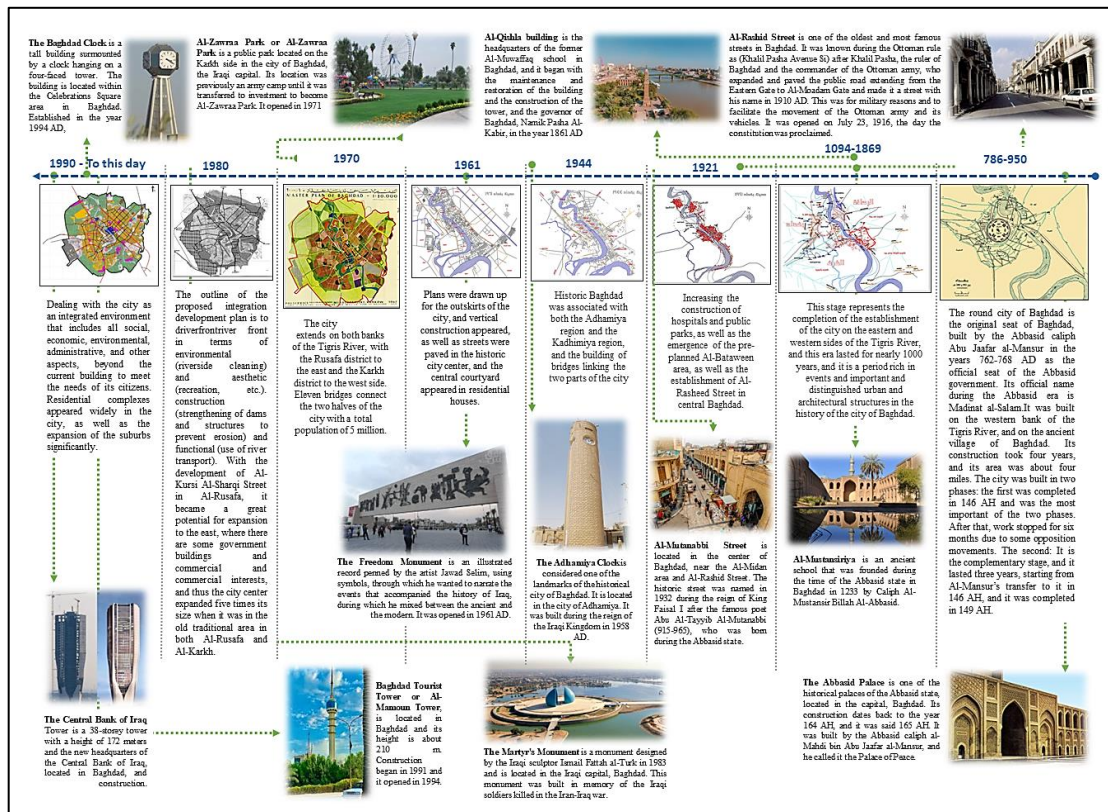 The Baghdad Clock is a
tall building surmounted
by a clock hanging on
a four-faced tower. The
building is located within
the Celebrations Square
area in Baghdad.
Established in the year
1994 AD,
Al-Zawraa Park or Al-Zawraa
Park is a public park located on the
Karkh side in the city of Baghdad,
the Iraqi capital. Its location was
previously an army camp until it was
transferred to investment to become
Al-Zawraa Park. It opened in 1971
Al-Qishla building is the
headquarters of the former
Al-Muwaffaq school in
Baghdad, and it began with
the maintenance and
restoration of the building
and the construction of the
tower, and the governor of
Baghdad, Namik Pasha Al-
Kabir, in the year 1861 AD
Al-Rashid Street is one of the oldest and most famous
streets in Baghdad. It was known during the Ottoman rule
as (Khalil Pasha Avenue Si) after Khalil Pasha, the ruler of
Baghdad and the commander of the Ottoman army, who
expanded and paved the public road extending from the
Eastern Gate to Al-Moadam Gate and made it a street with
his name in 1910 AD. This was for military reasons and to
facilitate the movement of the Ottoman army and its
vehicles. It was opened on July 23, 1916, the day the
constitution was proclaimed.
1990 - To this day
1980
1970
1961
1944
1921
1094-1869
786-950
MASTER PLAN OF BAGHDAD
Dealing with the city as
an integrated environment
that includes all social,
economic, environmental,
administrative, and other
aspects, beyond the
current building to meet
the needs of its citizens.
Residential complexes
appeared widely in the
city, as well as the
expansion of the suburbs
significantly.
The outline of the
proposed integration
development plan is to
driverfrontriver front
in terms of
environmental
(riverside cleaning) and
aesthetic
(recreation, etc.).
construction
(strengthening of dams
and structures to
prevent erosion) and
functional (use of river
transport). With the
development of Al-
Kursi Al-Sharqi Street
in Al-Rusafa, it
became a great
potential for expansion
to the east, where there
are some government
buildings and
commercial and
commercial interests,
and thus the city center
expanded five times its
size when it was in the
old traditional area in
both Al-Rusafa and
Al-Karkh.
The city
extends on both banks
of the Tigris River, with
the Rusafa district to
the east and the Karkh
district to the west side.
Eleven bridges connect
the two halves of the
city with a total
population of 5 million.
Plans were drawn up
for the outskirts of the
city, and vertical
construction appeared,
as well as streets were
paved in the historic
city center, and the
central courtyard
appeared in residential
houses.
Historic Baghdad
was associated with
both the Adhamiya
region and the
Kadhimiya region, and
the building of the
bridges linking the
two parts of the city
Increasing the
construction of
hospitals and public
parks, as well as the
emergence of the pre-
planned Al-Bataween
area, as well as the
establishment of Al-
Rasheed Street in
central Baghdad.
This stage represents the
completion of the establishment
of the city on the eastern and
western sides of the Tigris River,
and this era lasted for nearly 1000
years, and it is a period rich in
events and important and
distinguished urban and
architectural structures in the
history of the city of Baghdad.
The round city of Baghdad is
the original seat of Baghdad,
built by the Abbasid caliph
Abu Jaafar al-Mansur in the
years 762-768 AD as the
official seat of the Abbasid
government. Its official name
during the Abbasid era is
Madinat al-Salam.It was built
on the western bank of the
Tigris River, and on the ancient
village of Baghdad. Its
construction took four years,
and its area was about four
miles. The city was built in two
phases: the first was completed
in 146 AH and was the most
important of the two phases.
After that, work stopped for six
months due to some opposition
movements. The second: It is
the complementary stage, and it
lasted three years, starting from
Al-Mansur's transfer to it in
146 AH, and it was completed
in 149 AH.
The Freedom Monument is an illustrated
record penned by the artist Jawad Selim, using
symbols, through which he wanted to narrate the
events that accompanied the history of Iraq,
during which he mixed between the ancient and
the modern. It was opened in 1961 AD.
The Adhamiya Clockis
considered one of the
landmarks of the historical
city of Baghdad. It is located
in the city of Adhamiya. It
was built during the reign of
the Iraqi Kingdom in 1958
AD.
Al-Mutanabbi Street is
located in the center of
Baghdad, near the Al-Midan
area and Al-Rashid Street. The
historic street was named in
1932 during the reign of King
Faisal I after the famous poet
Abu Al-Tayyib Al-Mutanabbi
(915-965), who was born
during the Abbasid state.
Al-Mustansiriya is an ancient
school that was founded during
the time of the Abbasid state in
Baghdad in 1233 by Caliph Al-
Mustansir Billah Al-Abbasid.
The Central Bank of Iraq
Tower is a 38-storey tower
with a height of 172 meters
and the new headquarters of
the Central Bank of Iraq,
located in Baghdad, and
construction.
Baghdad Tourist
Tower or Al-
Mamoun Tower,
is located in
Baghdad and its
height is about
210 m.
Construction
began in 1991 and
it opened in 1994.
The Martyr's Monument is a monument designed
by the Iraqi sculptor Ismail Fattah al-Turk in 1983
and is located in the Iraqi capital, Baghdad. This
monument was built in memory of the Iraqi
soldiers killed in the Iran-Iraq war.
The Abbasid Palace is one of the
historical palaces of the Abbasid state,
located in the capital, Baghdad. Its
construction dates back to the year
164 AH, and it was said 165 AH. It
was built by the Abbasid caliph al-
Mahdi bin Abu Jaafar al-Mansur, and
he called it the Palace of Peace.